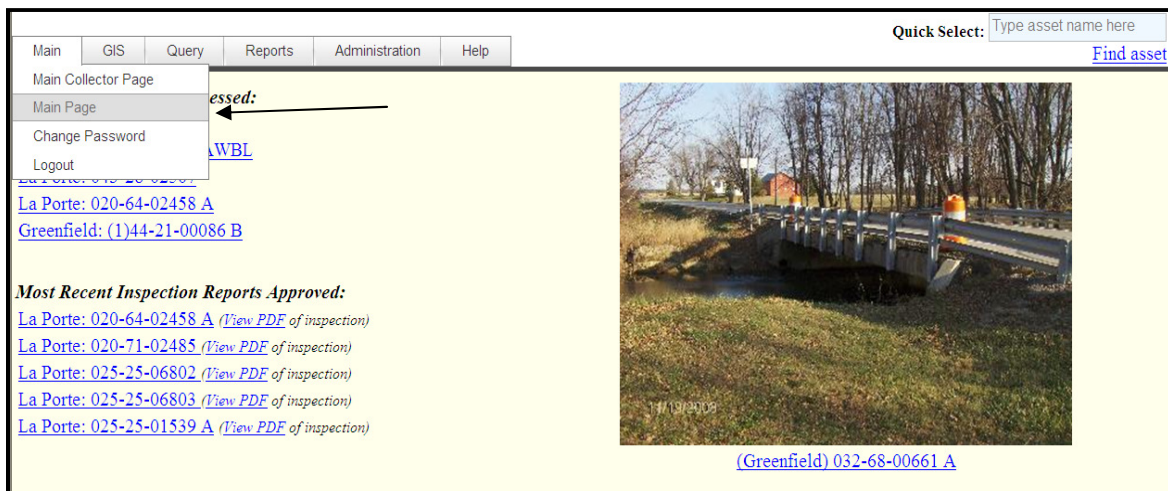 Quick Select: Type asset name here
Main GIS Query Reports Administration Help
Find asset
Main Collector Page
Main Page
Change Password
Logout
essed:
AWBL
La Porte: 020-64-02458 A
Greenfield: (1)44-21-00086 B
Most Recent Inspection Reports Approved:
La Porte: 020-64-02458 A (View PDF of inspection)
La Porte: 020-71-02485 (View PDF of inspection)
La Porte: 025-25-06802 (View PDF of inspection)
La Porte: 025-25-06803 (View PDF of inspection)
La Porte: 025-25-01539 A (View PDF of inspection)
11/19/2008
(Greenfield) 032-68-00661 A